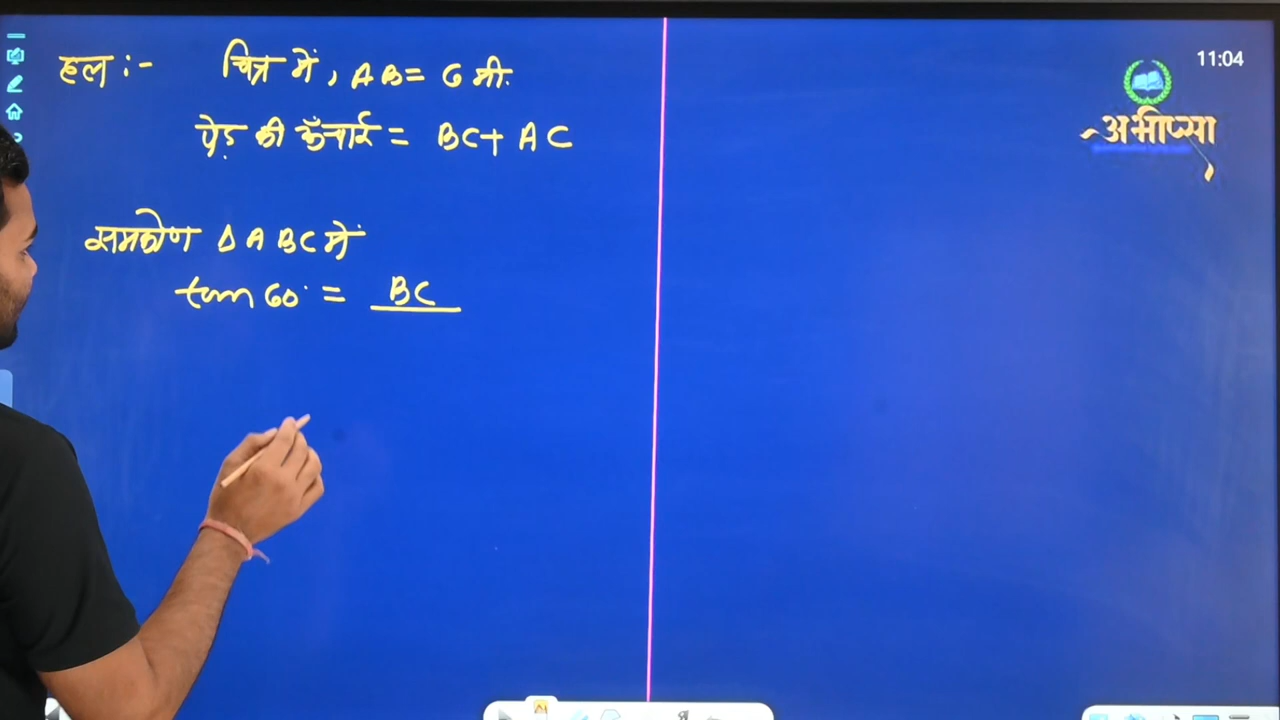 हल :- चित्र में, AB = 6 मी.
पेड़ की ऊँचाई = BC + AC
समकोण Δ ABC में
tan 60° = BC
11:04
अभीप्सा